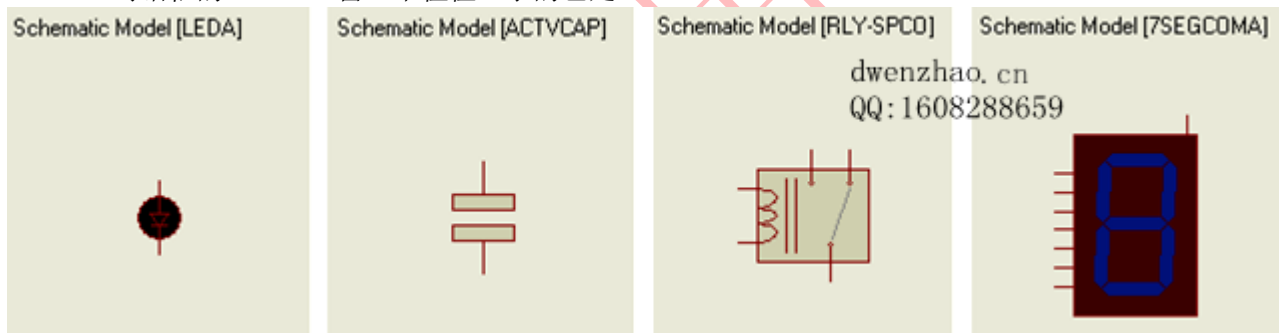 Schematic Model [LEDA]
Schematic Model [ACTVCAP]
Schematic Model [RLY-SPCO]
Schematic Model [7SEGCOMA]
dwenzhao.cn
QQ:1608288659